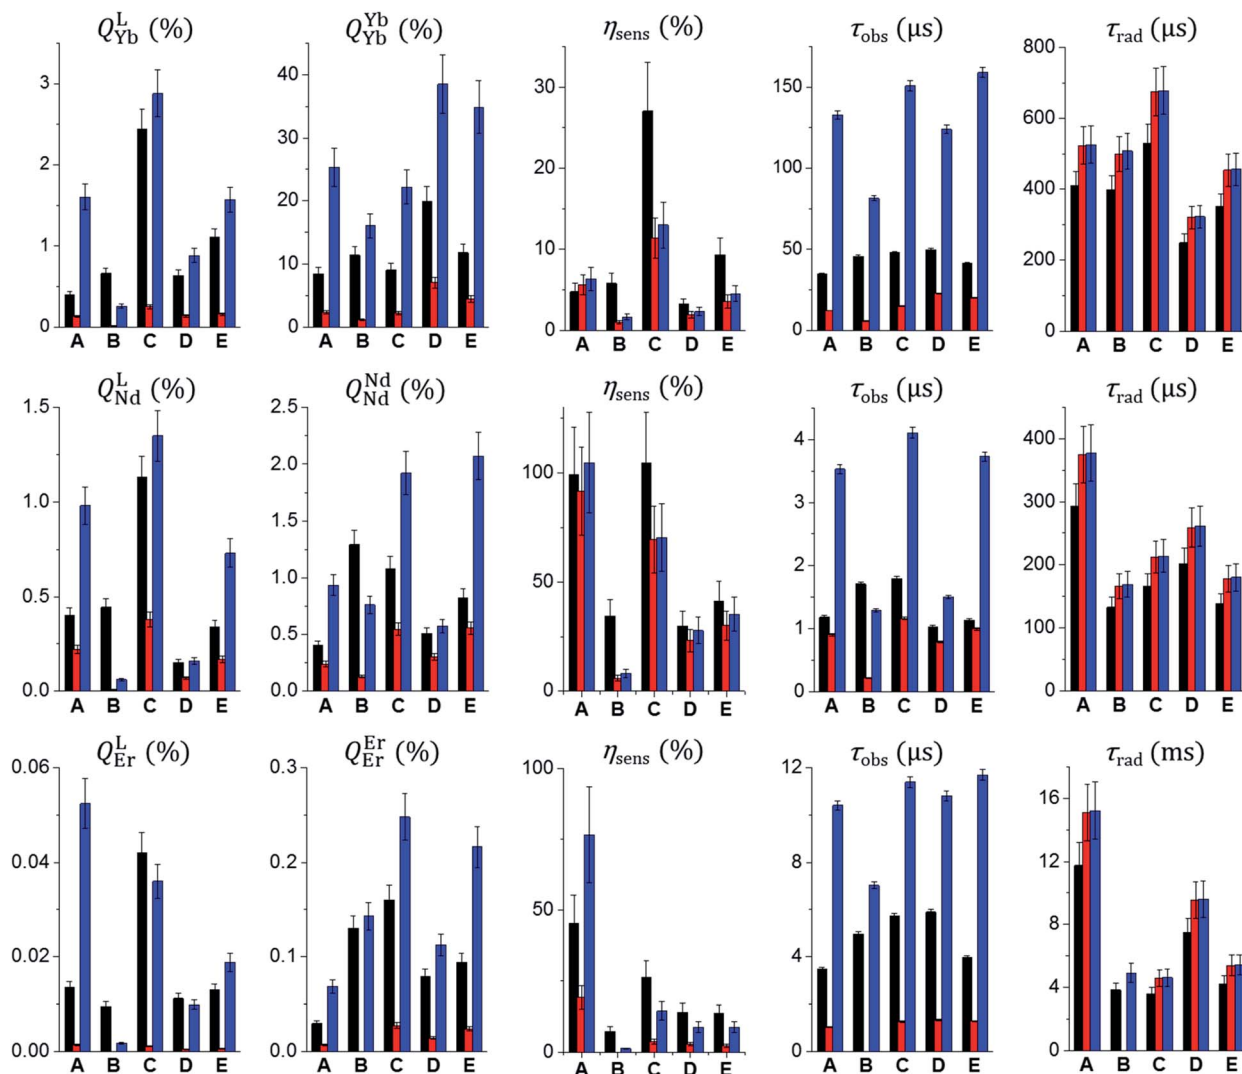 Q^L_Yb (%) Q^Yb_Yb (%) η_sens (%) τ_obs (μs) τ_rad (μs)
3 40 30 150 800
2 30 20 100 600
1 20 10 50 400
0 10 0 0 200
0 0
A B C D E A B C D E A B C D E A B C D E A B C D E
Q^L_Nd (%) Q^Nd_Nd (%) η_sens (%) τ_obs (μs) τ_rad (μs)
1.5 2.5 100 4 400
1.0 2.0 50 3 300
0.5 1.5 0 2 200
0.0 1.0 1 100
0.5 0 0
0.0
A B C D E A B C D E A B C D E A B C D E A B C D E
Q^L_Er (%) Q^Er_Er (%) η_sens (%) τ_obs (μs) τ_rad (ms)
0.06 0.3 100 12 16
0.04 0.2 50 8 12
0.02 0.1 0 4 8
0.00 0.0 0 4
0
A B C D E A B C D E A B C D E A B C D E A B C D E